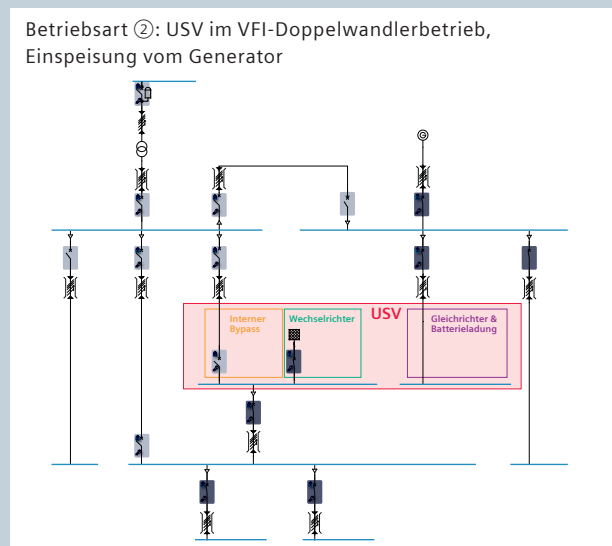 Betriebsart ②: USV im VFI-Doppelwandlerbetrieb,
Einspeisung vom Generator
G
USV
Interner
Bypass
Wechselrichter
Gleichrichter &
Batterieladung